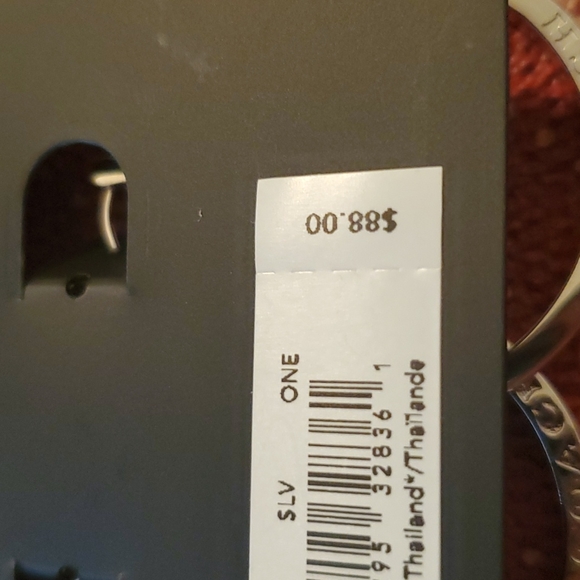 $88.00
SLV ONE
95 32836 1
Thailand*/Thaïlande